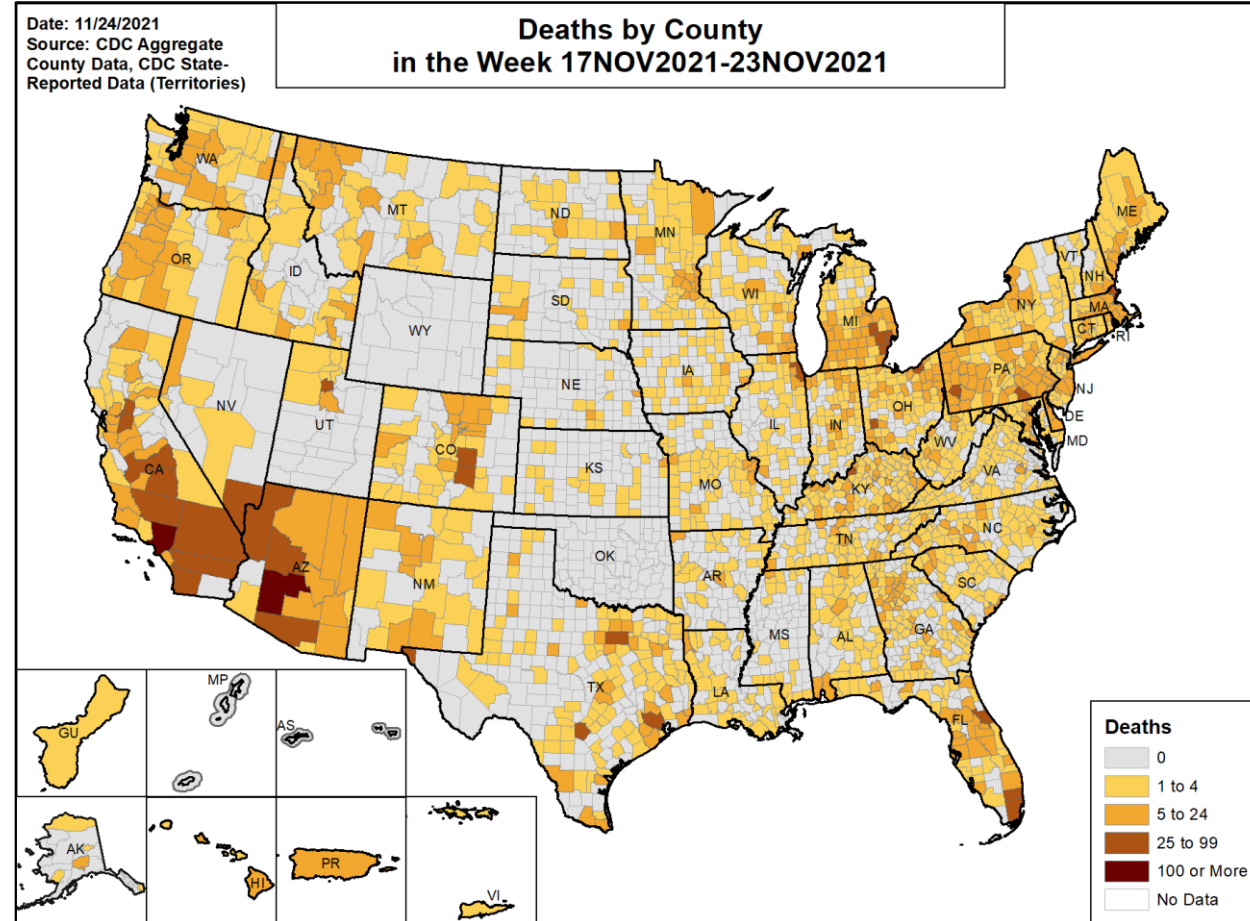 Date: 11/24/2021
Source: CDC Aggregate
County Data, CDC State-
Reported Data (Territories)
Deaths by County
in the Week 17NOV2021-23NOV2021
WA
MT
ND
MN
ME
OR
ID
SD
WI
MI
VT
NH
NY
MA
CT
RI
WY
NE
IA
PA
NJ
NV
UT
CO
KS
MO
IL
IN
OH
WV
DE
MD
VA
CA
KY
NC
AZ
NM
OK
AR
TN
SC
MS
AL
GA
TX
LA
FL
GU
MP
AS
AK
HI
PR
VI
Deaths
0
1 to 4
5 to 24
25 to 99
100 or More
No Data